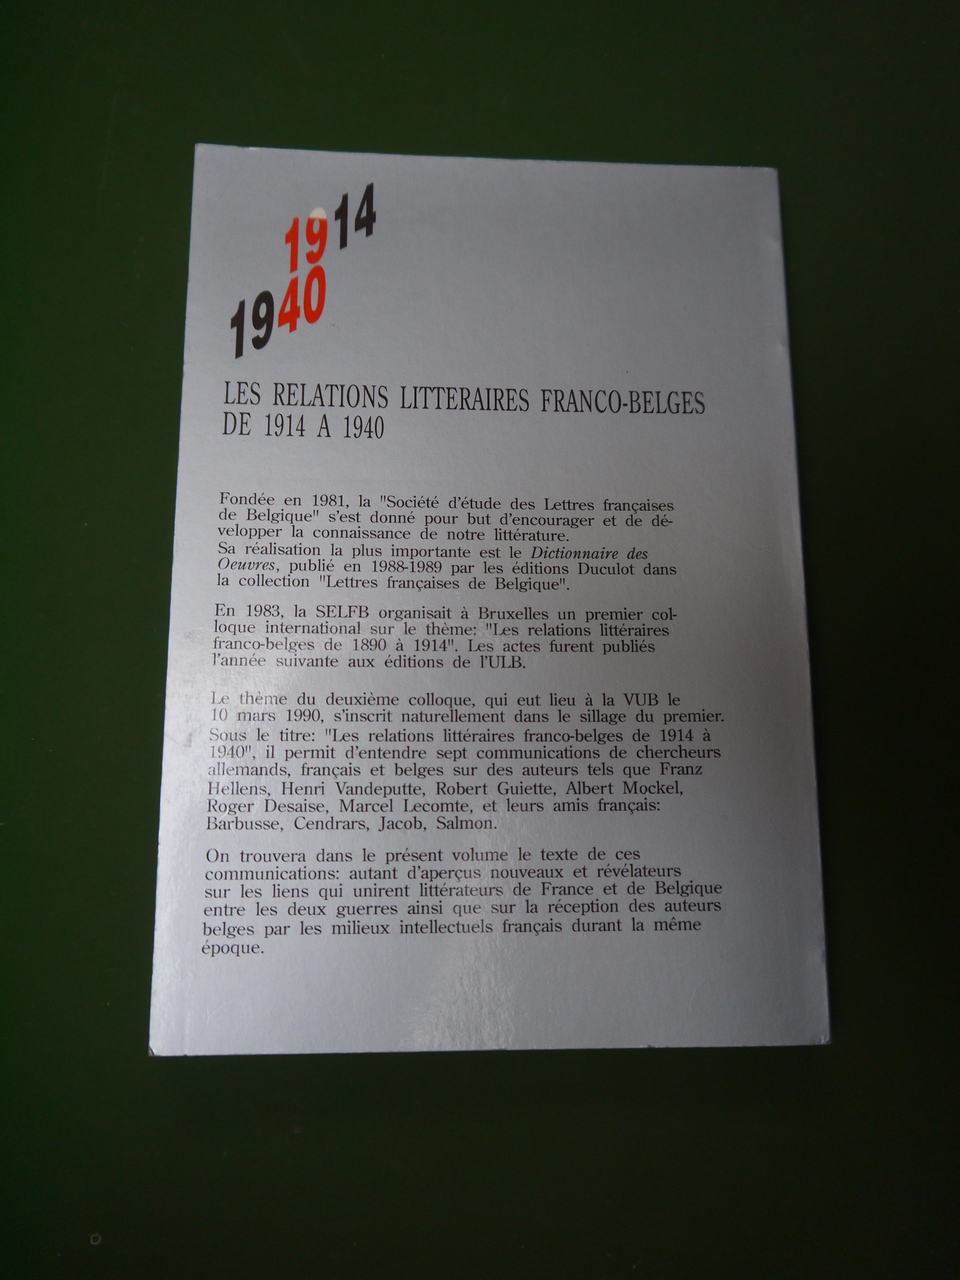 1914
1940
LES RELATIONS LITTERAIRES FRANCO-BELGES
DE 1914 A 1940
Fondée en 1981, la "Société d'étude des Lettres françaises
de Belgique" s'est donné pour but d'encourager et de dé-
velopper la connaissance de notre littérature.
Sa réalisation la plus importante est le Dictionnaire des
Oeuvres, publié en 1988-1989 par les éditions Duculot dans
la collection "Lettres françaises de Belgique".
En 1983, la SELFB organisait à Bruxelles un premier col-
loque international sur le thème: "Les relations littéraires
franco-belges de 1890 à 1914". Les actes furent publiés
l'année suivante aux éditions de l'ULB.
Le thème du deuxième colloque, qui eut lieu à la VUB le
10 mars 1990, s'inscrit naturellement dans le sillage du premier.
Sous le titre: "Les relations littéraires franco-belges de 1914 à
1940", il permit d'entendre sept communications de chercheurs
allemands, français et belges sur des auteurs tels que Franz
Hellens, Henri Vandeputte, Robert Guiette, Albert Mockel,
Roger Desaise, Marcel Lecomte, et leurs amis français:
Barbusse, Cendrars, Jacob, Salmon.
On trouvera dans le présent volume le texte de ces
communications: autant d'aperçus nouveaux et révélateurs
sur les liens qui unirent littérateurs de France et de Belgique
entre les deux guerres ainsi que sur la réception des auteurs
belges par les milieux intellectuels français durant la même
époque.